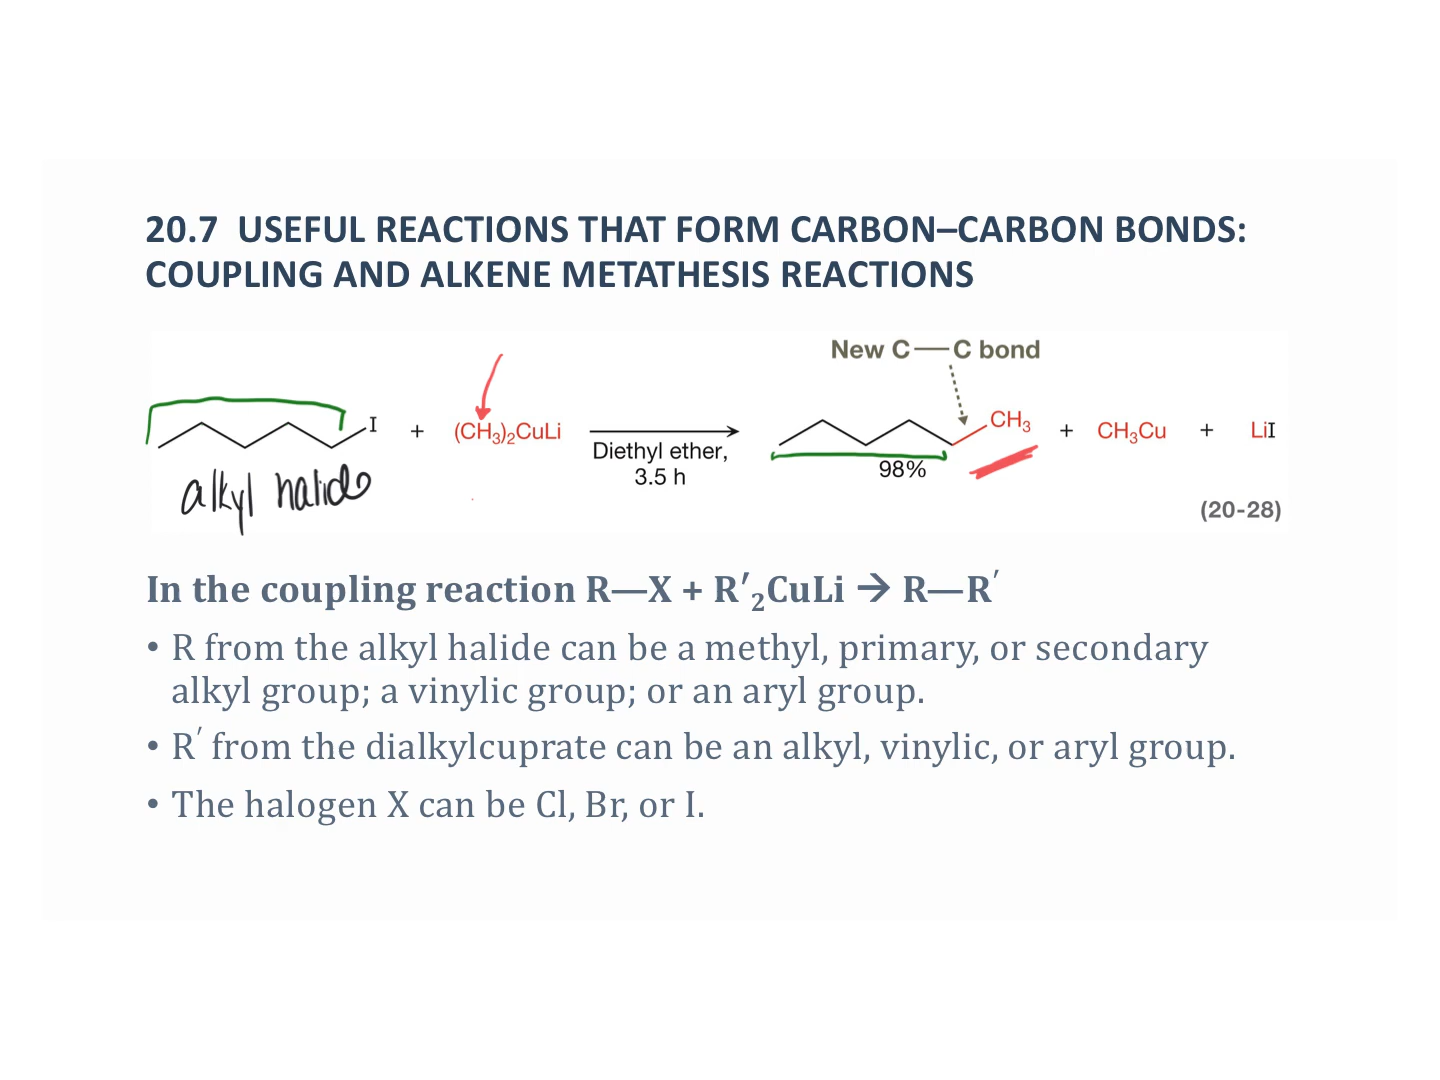 20.7 USEFUL REACTIONS THAT FORM CARBON–CARBON BONDS:
COUPLING AND ALKENE METATHESIS REACTIONS
New C—C bond
I + (CH₃)₂CuLi CH₃ + CH₃Cu + LiI
Diethyl ether,
3.5 h
98%
alkyl halide
(20-28)
In the coupling reaction R—X + R′₂CuLi → R—R′
• R from the alkyl halide can be a methyl, primary, or secondary
alkyl group; a vinylic group; or an aryl group.
• R′ from the dialkylcuprate can be an alkyl, vinylic, or aryl group.
• The halogen X can be Cl, Br, or I.